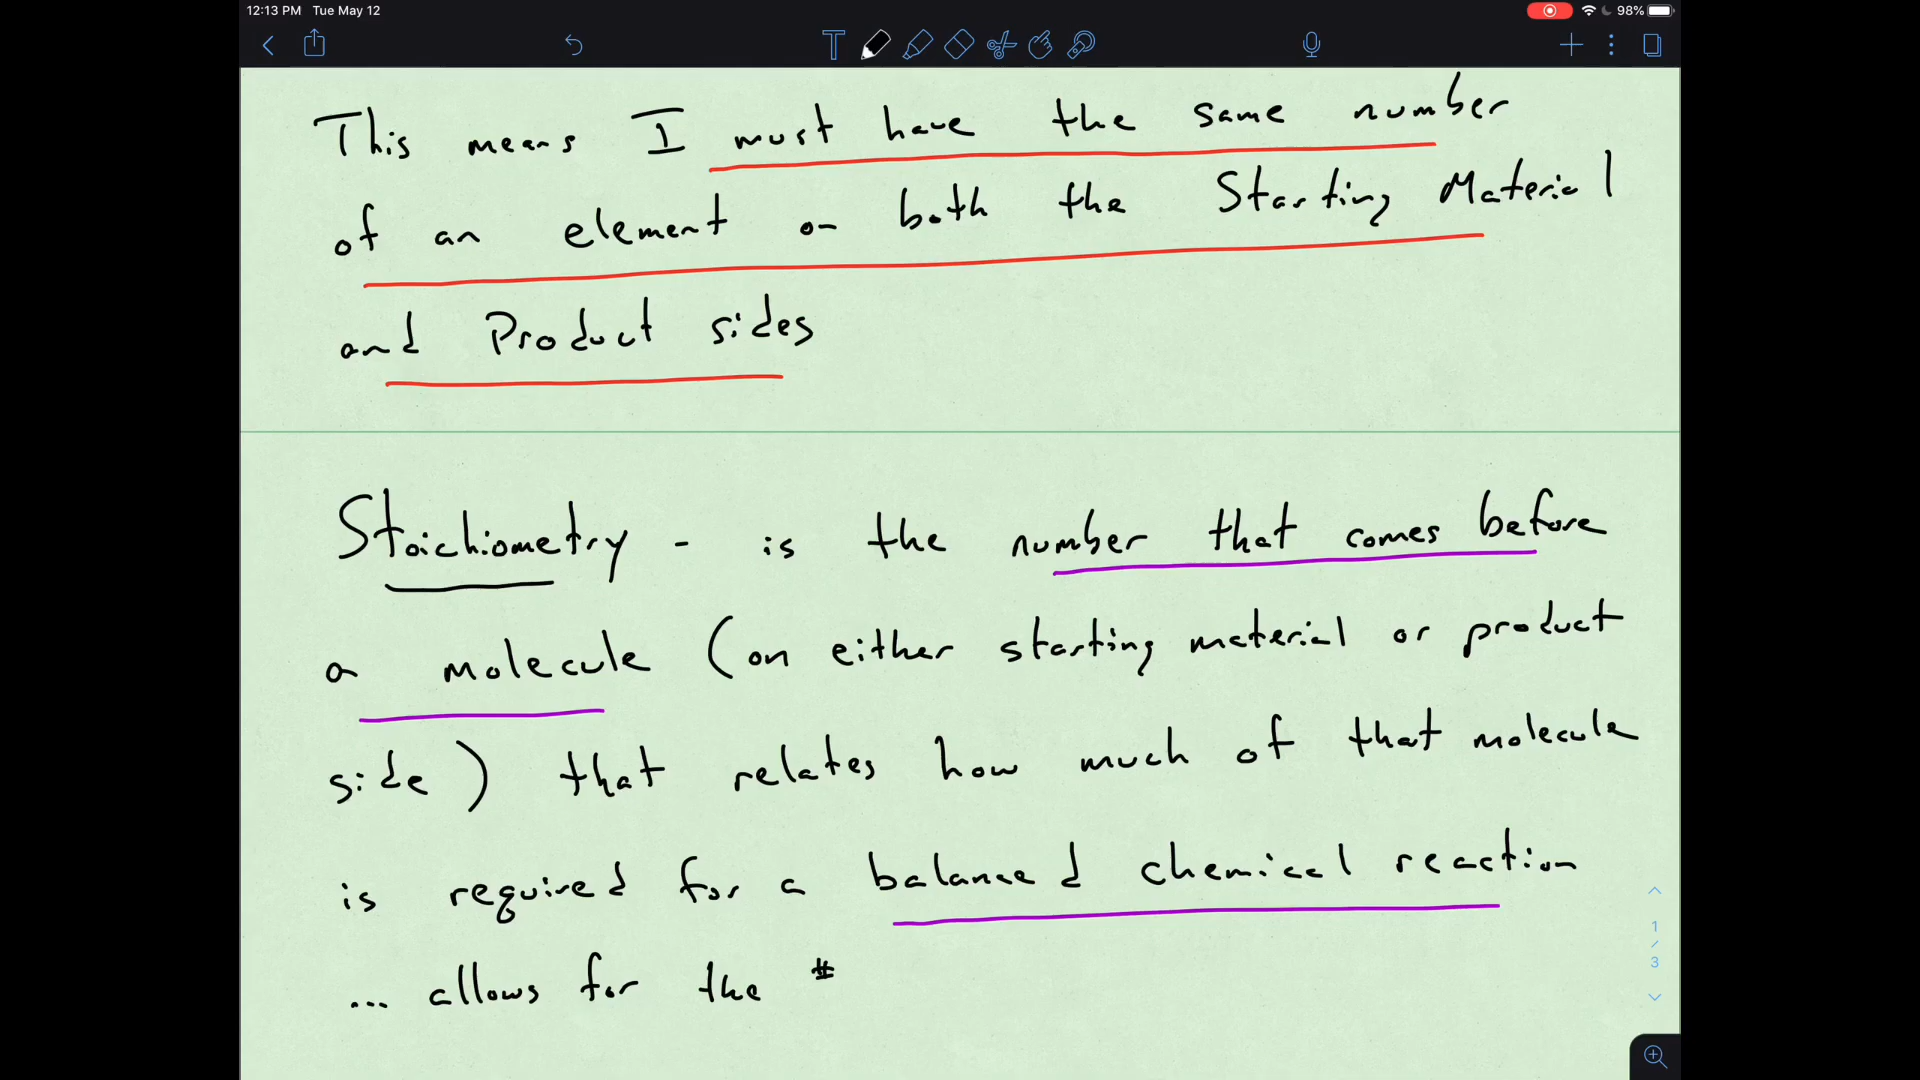 12:13 PM Tue May 12
98%
This means I must have the same number
of an element on both the Starting Material
and Product sides
Stoichiometry - is the number that comes before
a molecule (on either starting material or product
side) that relates how much of that molecule
is required for a balanced chemical reaction
... allows for the #
1
/
3